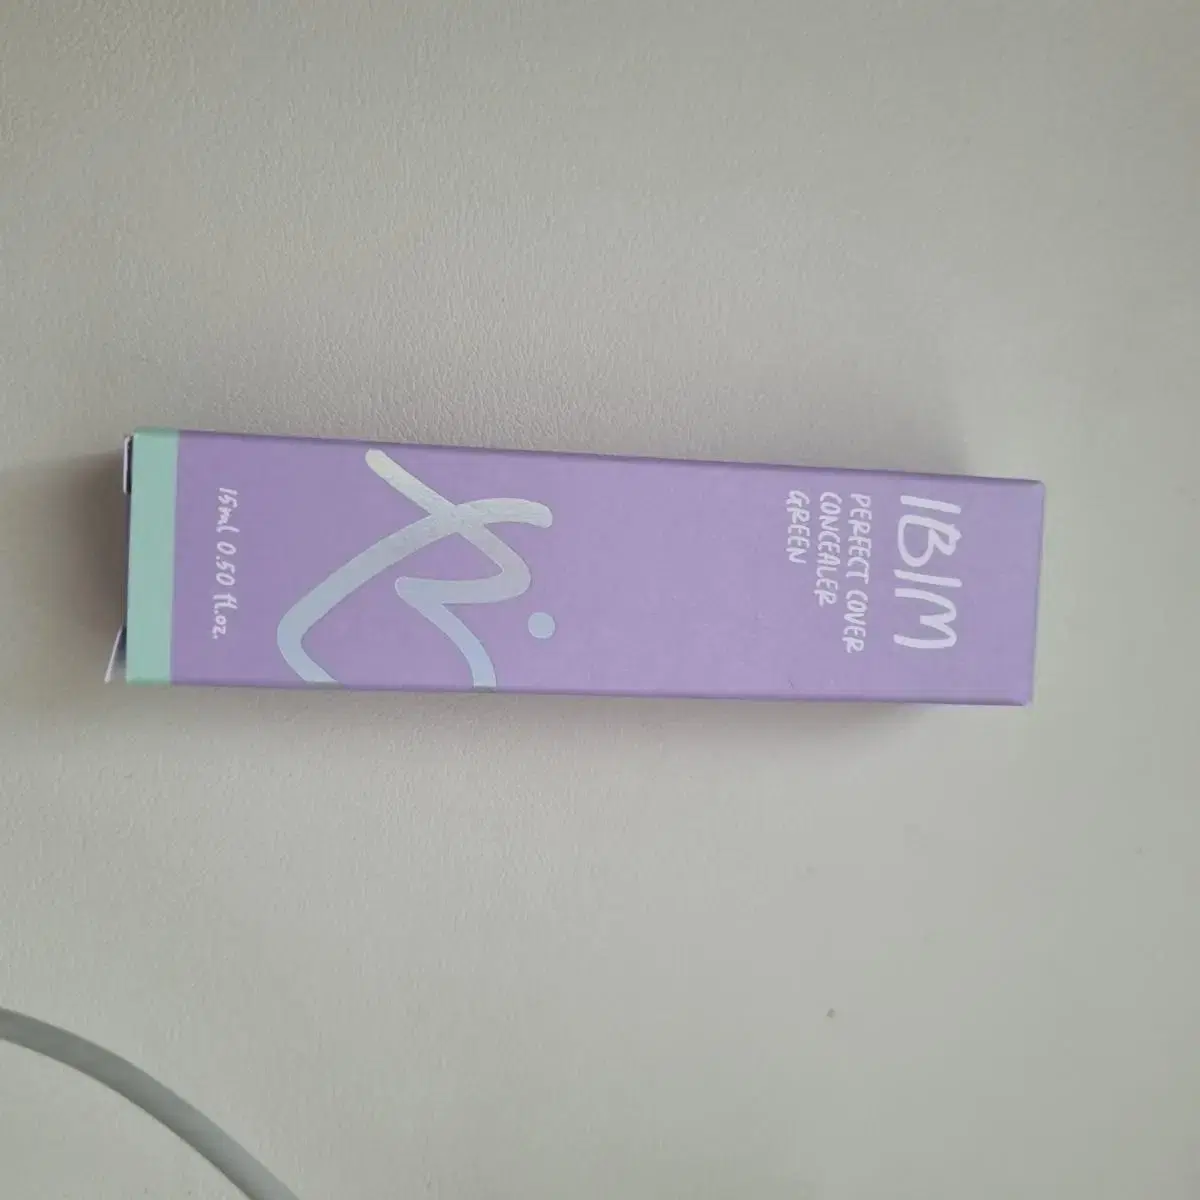 IBIM
PERFECT COVER
CONCEALER
GREEN
15ml 0.50 fl.oz.